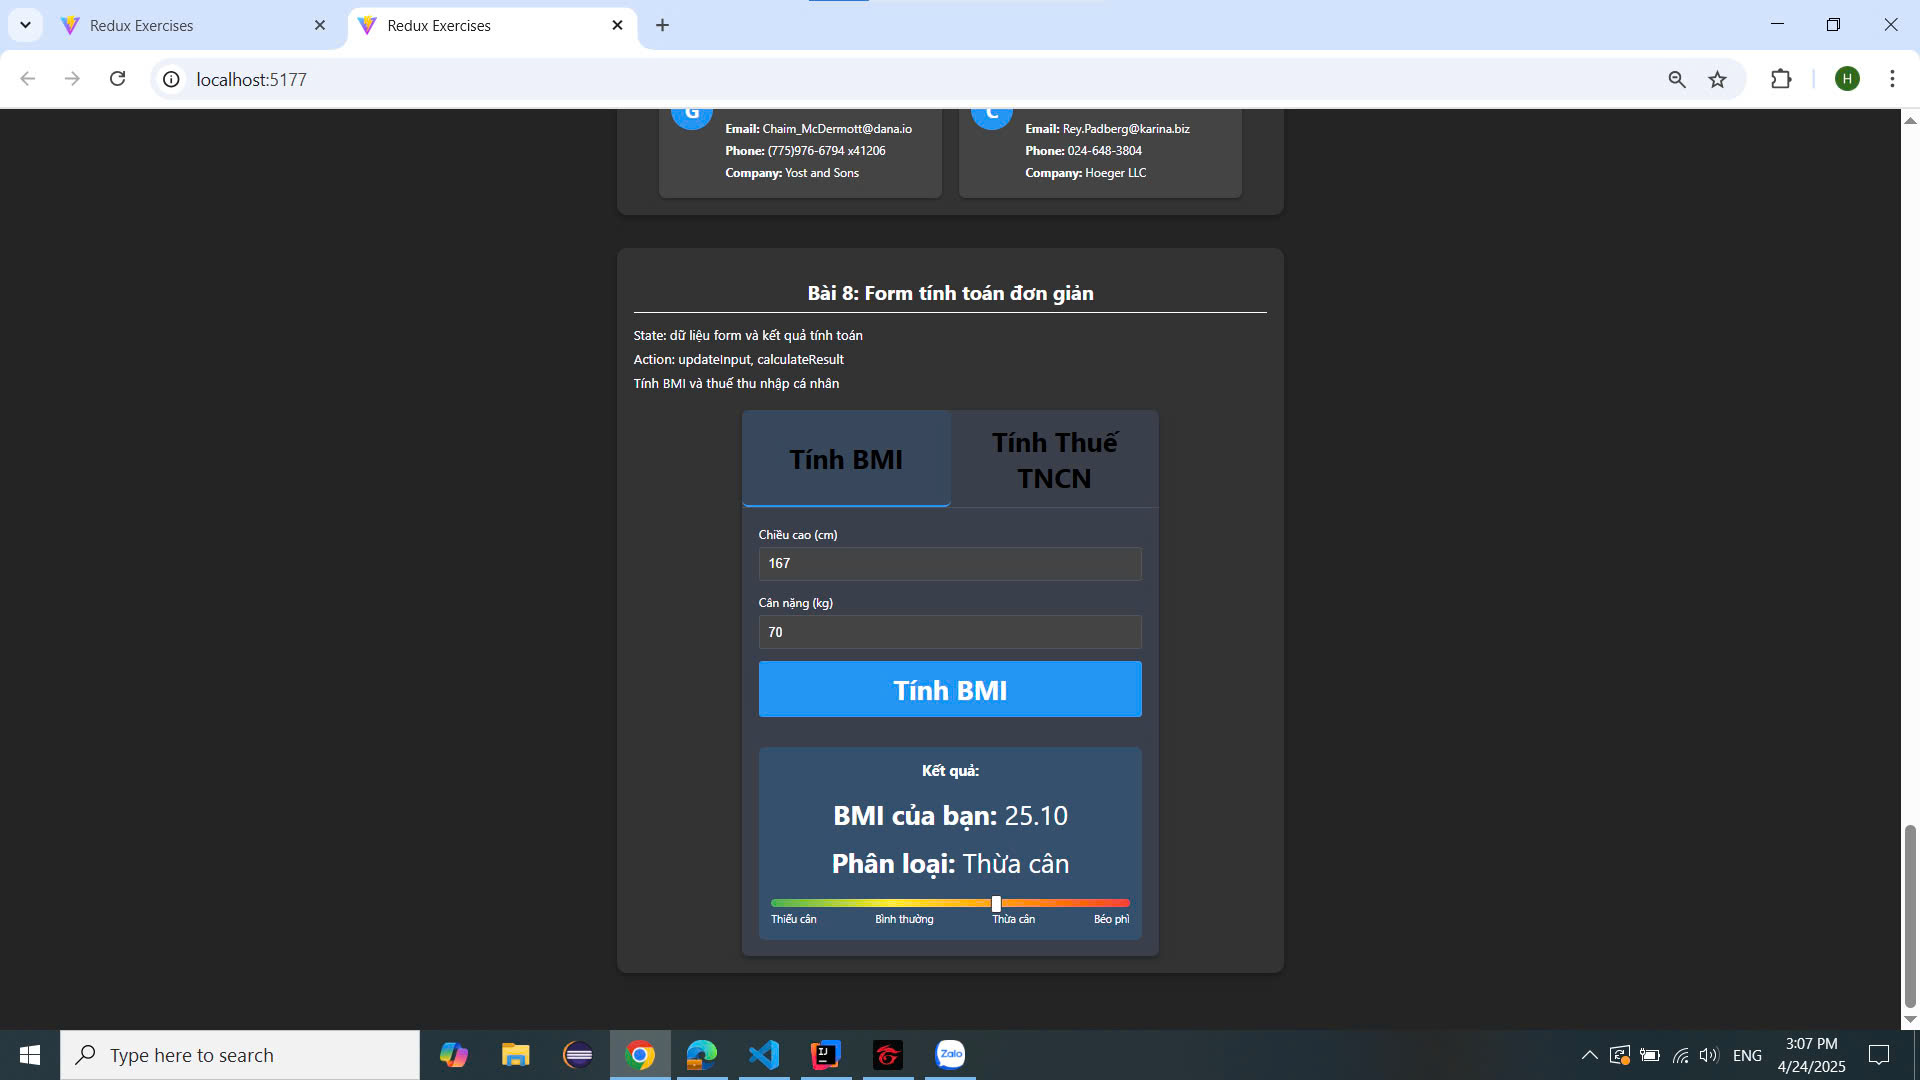 Redux Exercises
Redux Exercises
localhost:5177
H
G
Email: Chaim_McDermott@dana.io
Phone: (775)976-6794 x41206
Company: Yost and Sons
C
Email: Rey.Padberg@karina.biz
Phone: 024-648-3804
Company: Hoeger LLC
Bài 8: Form tính toán đơn giản
State: dữ liệu form và kết quả tính toán
Action: updateInput, calculateResult
Tính BMI và thuế thu nhập cá nhân
Tính BMI
Tính Thuế
TNCN
Chiều cao (cm)
167
Cân nặng (kg)
70
Tính BMI
Kết quả:
BMI của bạn: 25.10
Phân loại: Thừa cân
Thiếu cân
Bình thường
Thừa cân
Béo phì
Type here to search
IJ
Zalo
ENG
3:07 PM
4/24/2025